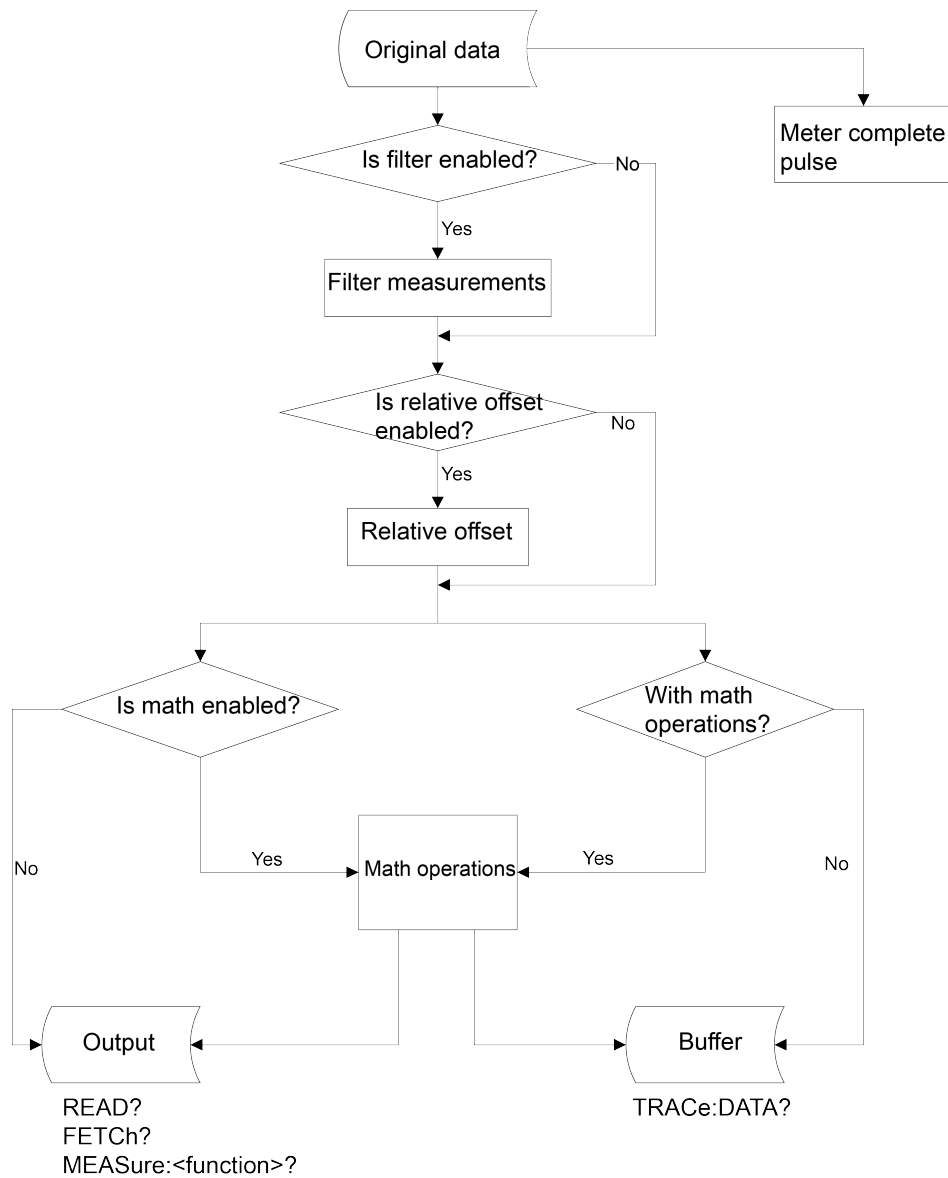 Original data
Meter complete
pulse
Is filter enabled?
No
Yes
Filter measurements
Is relative offset
enabled?
No
Yes
Relative offset
Is math enabled?
With math
operations?
No
Yes
Math operations
Yes
No
Output
Buffer
READ?
FETCh?
MEASure:<function>?
TRACe:DATA?